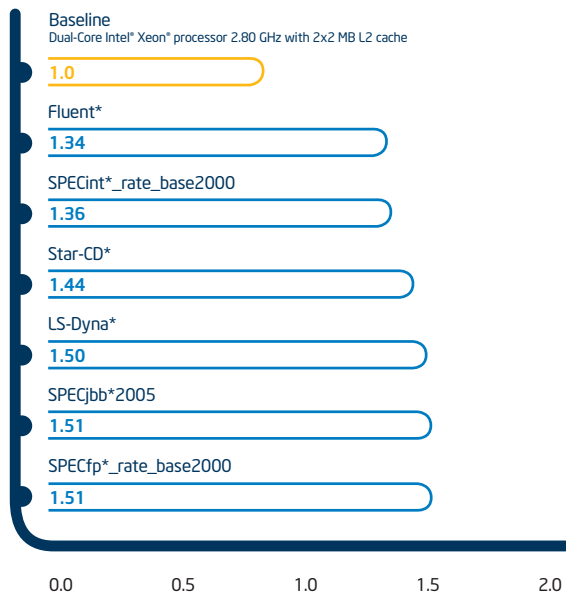 Baseline
Dual-Core Intel® Xeon® processor 2.80 GHz with 2x2 MB L2 cache
1.0
Fluent*
1.34
SPECint*_rate_base2000
1.36
Star-CD*
1.44
LS-Dyna*
1.50
SPECjbb*2005
1.51
SPECfp*_rate_base2000
1.51
0.0 0.5 1.0 1.5 2.0